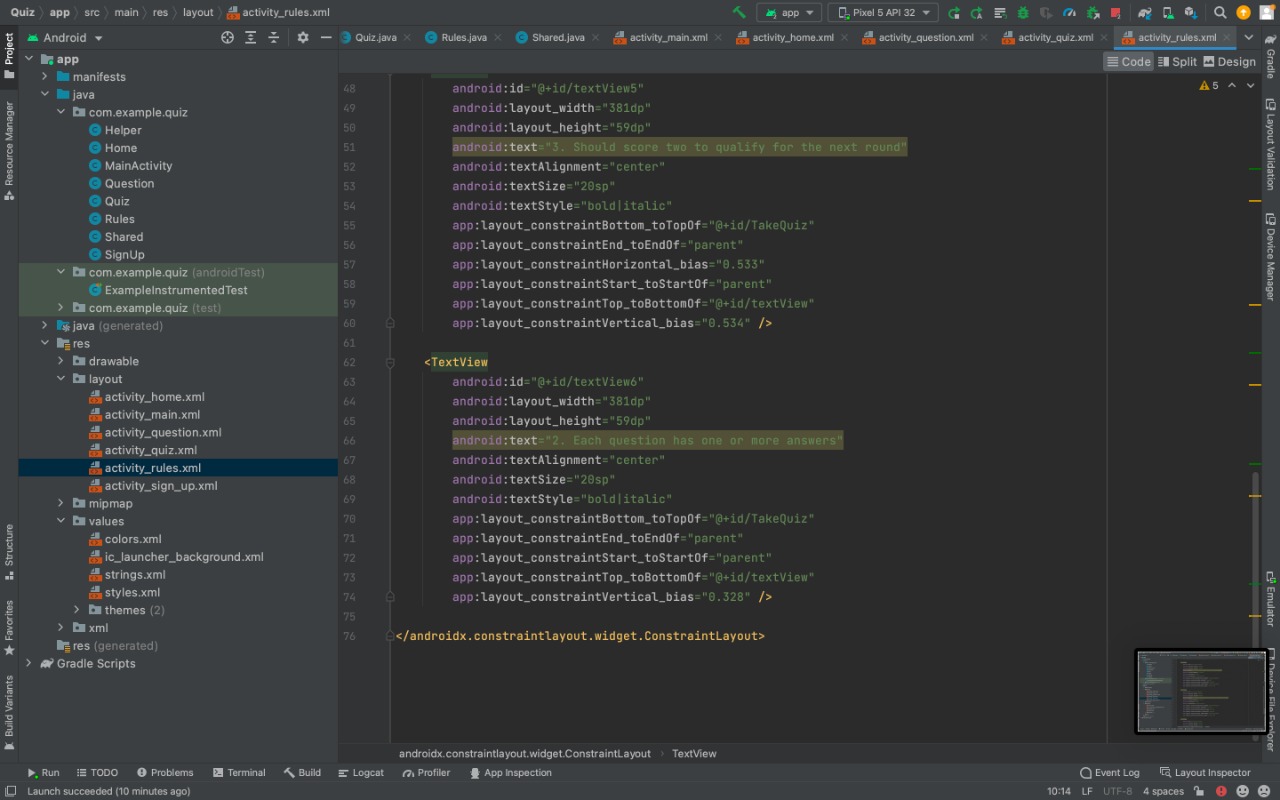 Quiz › app › src › main › res › layout › activity_rules.xml
app
Pixel 5 API 32
Project
Resource Manager
Structure
Favorites
Build Variants
Android
app
manifests
java
com.example.quiz
Helper
Home
MainActivity
Question
Quiz
Rules
Shared
SignUp
com.example.quiz (androidTest)
ExampleInstrumentedTest
com.example.quiz (test)
java (generated)
res
drawable
layout
activity_home.xml
activity_main.xml
activity_question.xml
activity_quiz.xml
activity_rules.xml
activity_sign_up.xml
mipmap
values
colors.xml
ic_launcher_background.xml
strings.xml
styles.xml
themes (2)
xml
res (generated)
Gradle Scripts
Quiz.java
Rules.java
Shared.java
activity_main.xml
activity_home.xml
activity_question.xml
activity_quiz.xml
activity_rules.xml
Code
Split
Design
5
48 android:id="@+id/textView5"
49 android:layout_width="381dp"
50 android:layout_height="59dp"
51 android:text="3. Should score two to qualify for the next round"
52 android:textAlignment="center"
53 android:textSize="20sp"
54 android:textStyle="bold|italic"
55 app:layout_constraintBottom_toTopOf="@+id/TakeQuiz"
56 app:layout_constraintEnd_toEndOf="parent"
57 app:layout_constraintHorizontal_bias="0.533"
58 app:layout_constraintStart_toStartOf="parent"
59 app:layout_constraintTop_toBottomOf="@+id/textView"
60 app:layout_constraintVertical_bias="0.534" />
61
62 <TextView
63 android:id="@+id/textView6"
64 android:layout_width="381dp"
65 android:layout_height="59dp"
66 android:text="2. Each question has one or more answers"
67 android:textAlignment="center"
68 android:textSize="20sp"
69 android:textStyle="bold|italic"
70 app:layout_constraintBottom_toTopOf="@+id/TakeQuiz"
71 app:layout_constraintEnd_toEndOf="parent"
72 app:layout_constraintStart_toStartOf="parent"
73 app:layout_constraintTop_toBottomOf="@+id/textView"
74 app:layout_constraintVertical_bias="0.328" />
75
76 </androidx.constraintlayout.widget.ConstraintLayout>
androidx.constraintlayout.widget.ConstraintLayout › TextView
Gradle
Layout Validation
Device Manager
Emulator
Device File Explorer
Run
TODO
Problems
Terminal
Build
Logcat
Profiler
App Inspection
Event Log
Layout Inspector
Launch succeeded (10 minutes ago)
10:14
LF
UTF-8
4 spaces